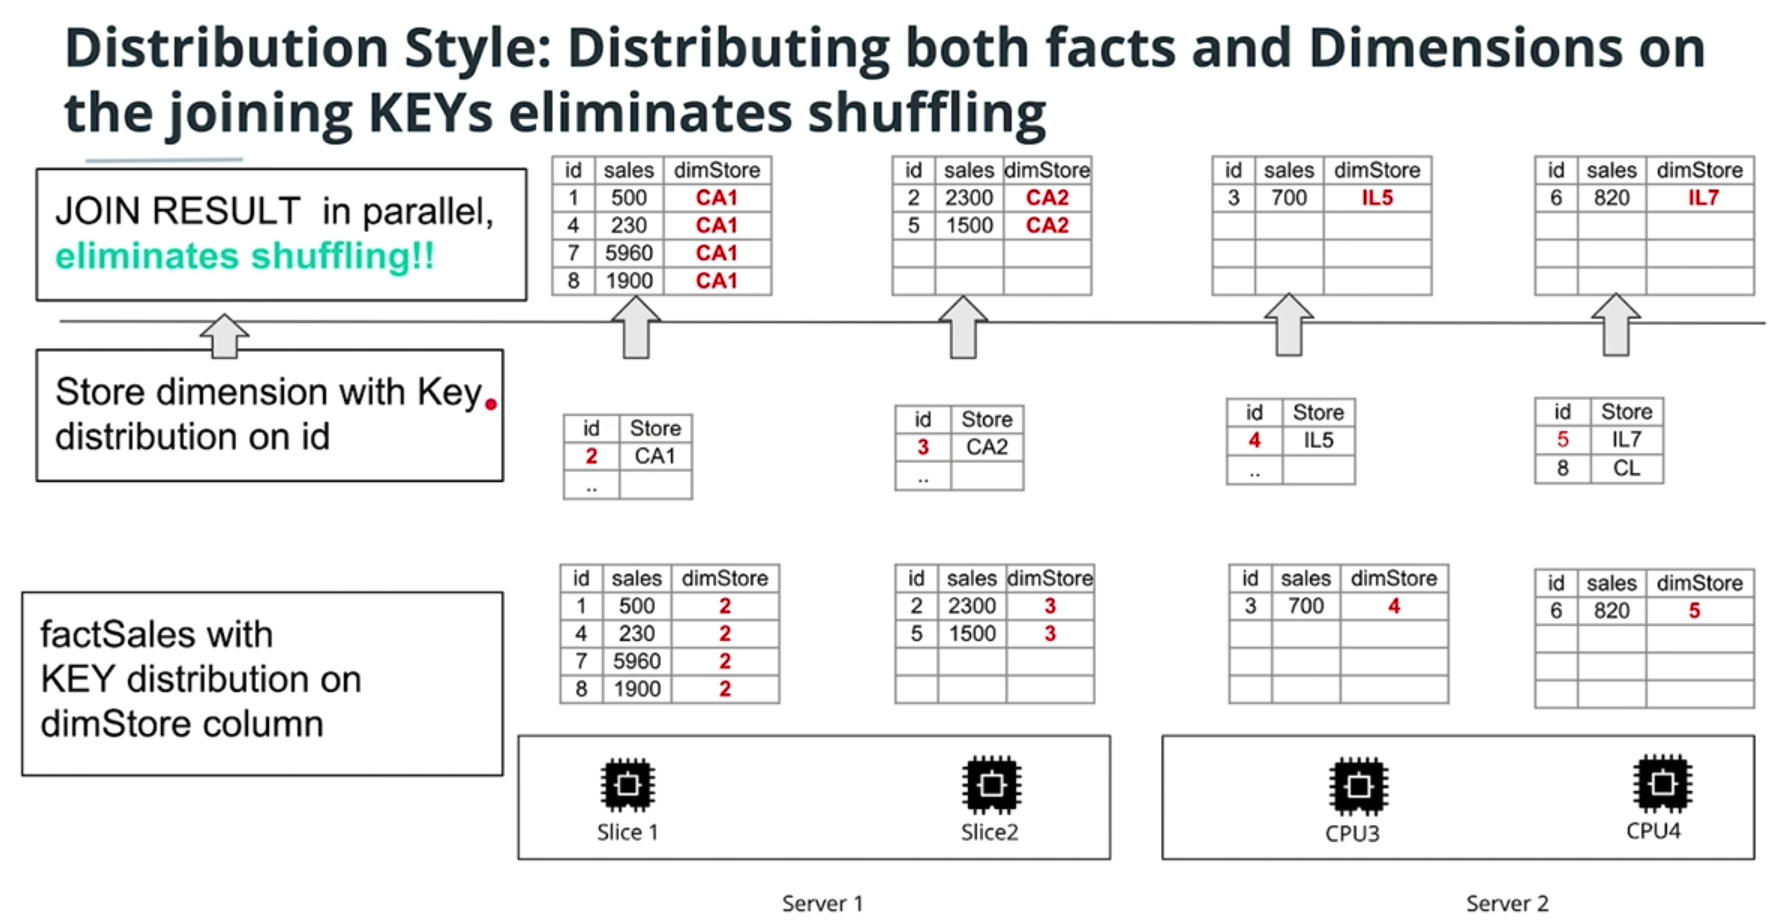 Distribution Style: Distributing both facts and Dimensions on
the joining KEYs eliminates shuffling
JOIN RESULT in parallel,
eliminates shuffling!!
id sales dimStore
1 500 CA1
4 230 CA1
7 5960 CA1
8 1900 CA1
id sales dimStore
2 2300 CA2
5 1500 CA2
id sales dimStore
3 700 IL5
id sales dimStore
6 820 IL7
Store dimension with Key
distribution on id
id Store
2 CA1
..
id Store
3 CA2
..
id Store
4 IL5
..
id Store
5 IL7
8 CL
factSales with
KEY distribution on
dimStore column
id sales dimStore
1 500 2
4 230 2
7 5960 2
8 1900 2
id sales dimStore
2 2300 3
5 1500 3
id sales dimStore
3 700 4
id sales dimStore
6 820 5
Slice 1
Slice2
CPU3
CPU4
Server 1
Server 2